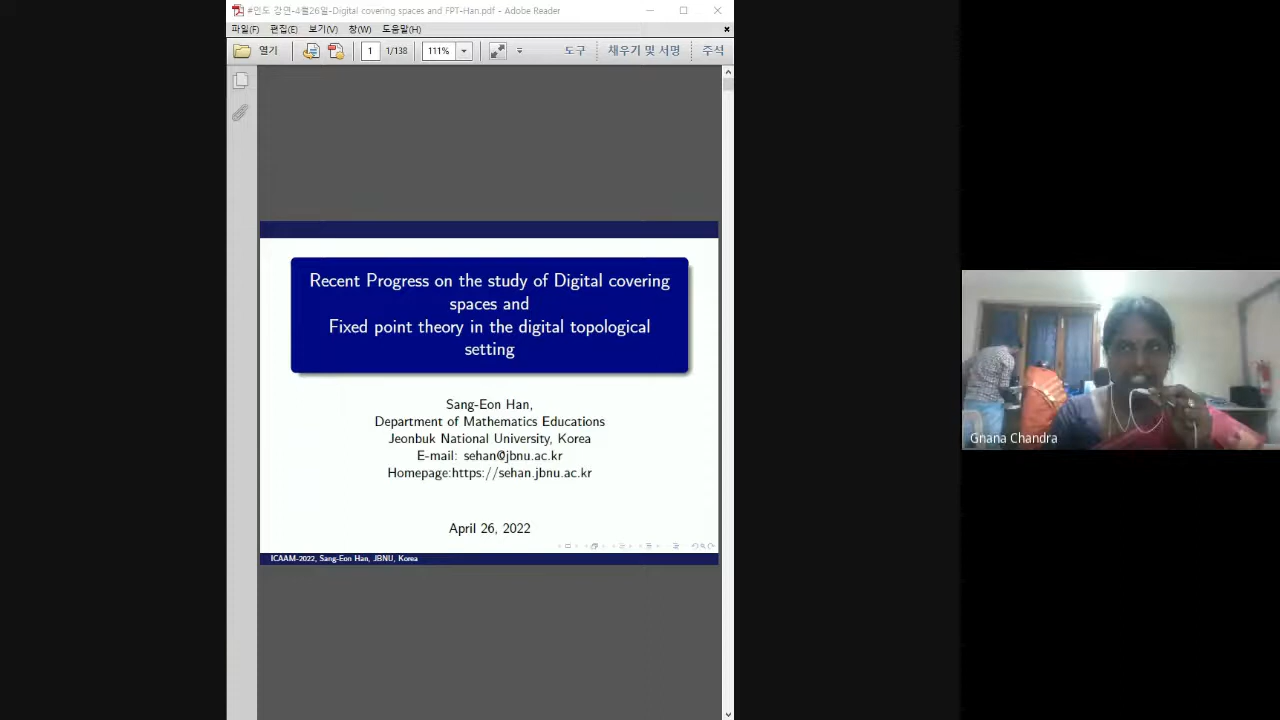 #인도 강연-4월26일-Digital covering spaces and FPT-Han.pdf - Adobe Reader
파일(F) 편집(E) 보기(V) 창(W) 도움말(H)
열기 1 /138 111% 도구 채우기 및 서명 주석
Recent Progress on the study of Digital covering
spaces and
Fixed point theory in the digital topological
setting
Sang-Eon Han,
Department of Mathematics Educations
Jeonbuk National University, Korea
E-mail: sehan@jbnu.ac.kr
Homepage:https://sehan.jbnu.ac.kr
April 26, 2022
ICAAM-2022, Sang-Eon Han, JBNU, Korea
Gnana Chandra